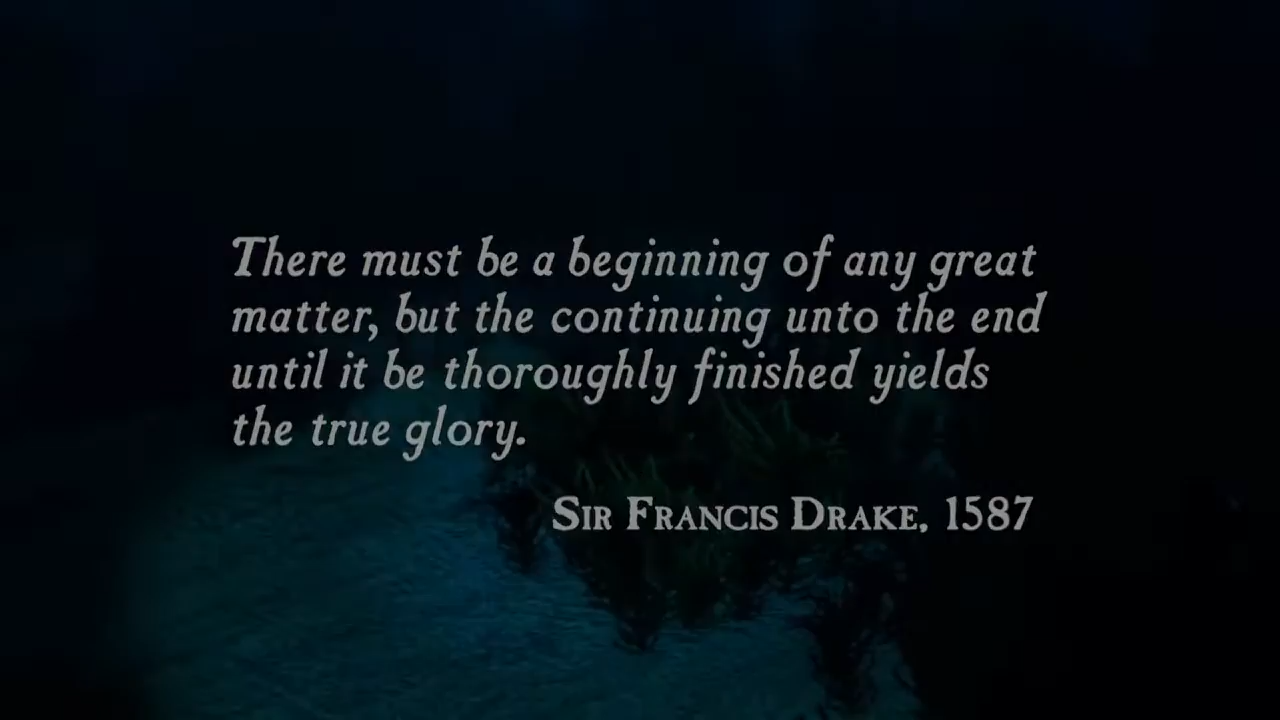 There must be a beginning of any great
matter, but the continuing unto the end
until it be thoroughly finished yields
the true glory.
Sir Francis Drake, 1587